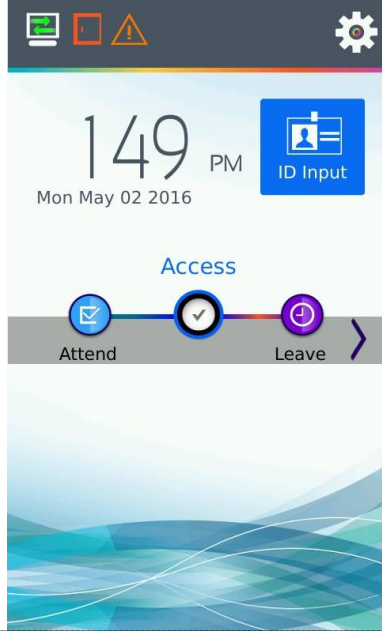 149 PM
ID Input
Mon May 02 2016
Access
Attend
Leave